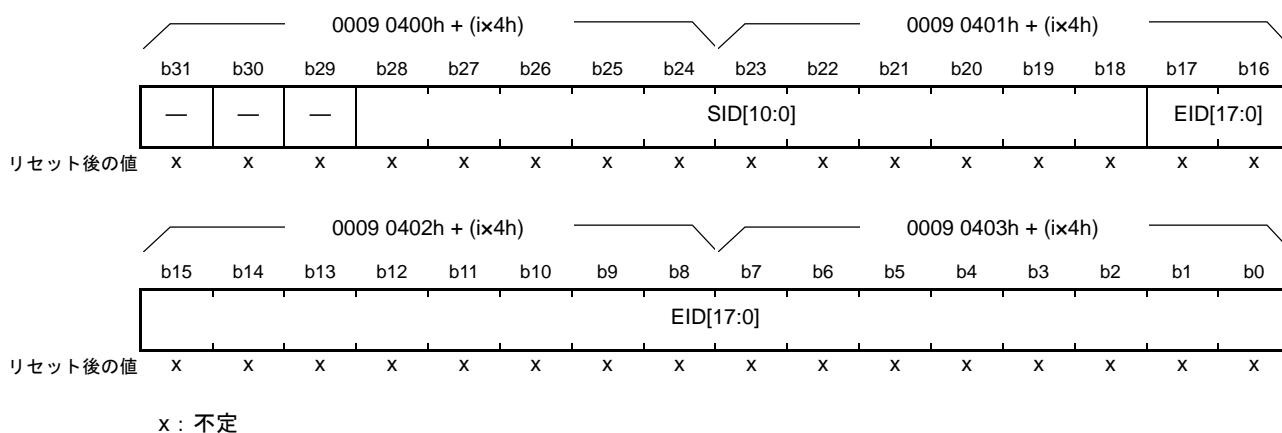 0009 0400h + (i×4h) 0009 0401h + (i×4h)
b31 b30 b29 b28 b27 b26 b25 b24 b23 b22 b21 b20 b19 b18 b17 b16
— — — SID[10:0] EID[17:0]
リセット後の値 x x x x x x x x x x x x x x x x
0009 0402h + (i×4h) 0009 0403h + (i×4h)
b15 b14 b13 b12 b11 b10 b9 b8 b7 b6 b5 b4 b3 b2 b1 b0
EID[17:0]
リセット後の値 x x x x x x x x x x x x x x x x
x : 不定